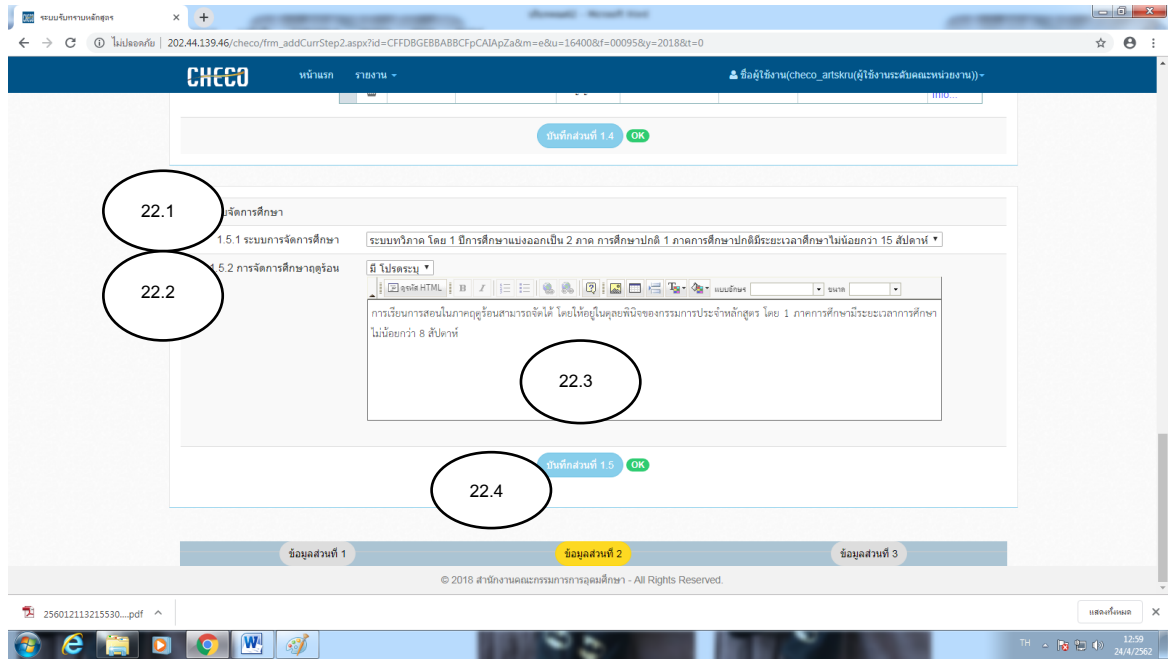 ระบบรับทราบหลักสูตร
ไม่ปลอดภัย 202.44.139.46/checo/frm_addCurrStep2.aspx?id=CFFDBGEBBABBCFpCAIApZa&m=e&u=16400&f=00095&y=2018&t=0
CHECO หน้าแรก รายงาน ชื่อผู้ใช้งาน(checo_artskru(ผู้ใช้งานระดับคณะหน่วยงาน))
บันทึกส่วนที่ 1.4 OK
22.1
จัดการศึกษา
1.5.1 ระบบการจัดการศึกษา ระบบทวิภาค โดย 1 ปีการศึกษาแบ่งออกเป็น 2 ภาค การศึกษาปกติ 1 ภาคการศึกษาปกติมีระยะเวลาศึกษาไม่น้อยกว่า 15 สัปดาห์
1.5.2 การจัดการศึกษาฤดูร้อน มี โปรดระบุ
22.2
ดูรหัส HTML B I แบบอักษร ขนาด
การเรียนการสอนในภาคฤดูร้อนสามารถจัดได้ โดยให้อยู่ในดุลยพินิจของกรรมการประจำหลักสูตร โดย 1 ภาคการศึกษามีระยะเวลาการศึกษา
ไม่น้อยกว่า 8 สัปดาห์
22.3
บันทึกส่วนที่ 1.5 OK
22.4
ข้อมูลส่วนที่ 1 ข้อมูลส่วนที่ 2 ข้อมูลส่วนที่ 3
© 2018 สำนักงานคณะกรรมการการอุดมศึกษา - All Rights Reserved.
256012113215530....pdf แสดงทั้งหมด
TH 12:59
24/4/2562